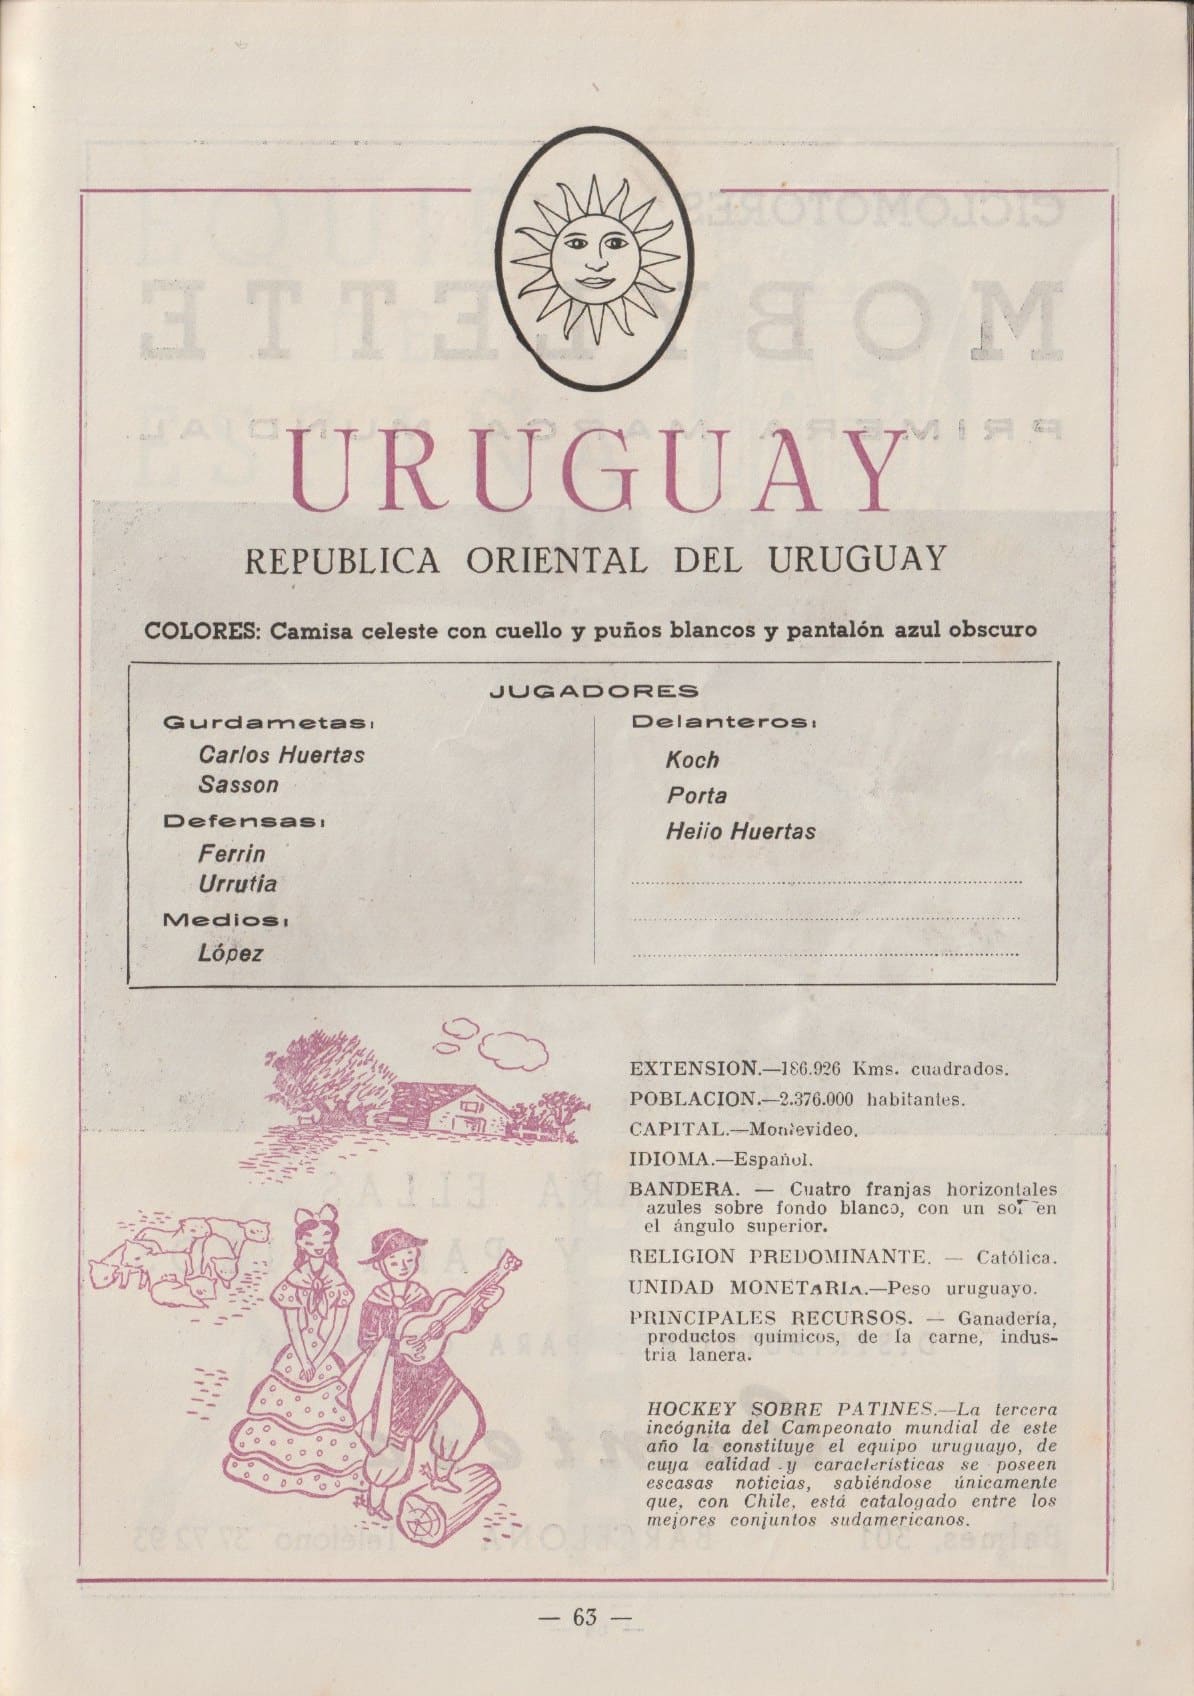 URUGUAY
REPUBLICA ORIENTAL DEL URUGUAY
COLORES: Camisa celeste con cuello y puños blancos y pantalón azul obscuro
JUGADORES
Gurdametas:
Carlos Huertas
Sasson
Defensas:
Ferrin
Urrutia
Medios:
López
Delanteros:
Koch
Porta
Heiio Huertas
EXTENSION.—186.926 Kms. cuadrados.
POBLACION.—2.376.000 habitantes.
CAPITAL.—Montevideo.
IDIOMA.—Español.
BANDERA. — Cuatro franjas horizontales
azules sobre fondo blanco, con un sol en
el ángulo superior.
RELIGION PREDOMINANTE. — Católica.
UNIDAD MONETARIA.—Peso uruguayo.
PRINCIPALES RECURSOS. — Ganadería,
productos químicos, de la carne, indus-
tria lanera.
HOCKEY SOBRE PATINES.—La tercera
incógnita del Campeonato mundial de este
año la constituye el equipo uruguayo, de
cuya calidad y características se poseen
escasas noticias, sabiéndose únicamente
que, con Chile, está catalogado entre los
mejores conjuntos sudamericanos.
— 63 —